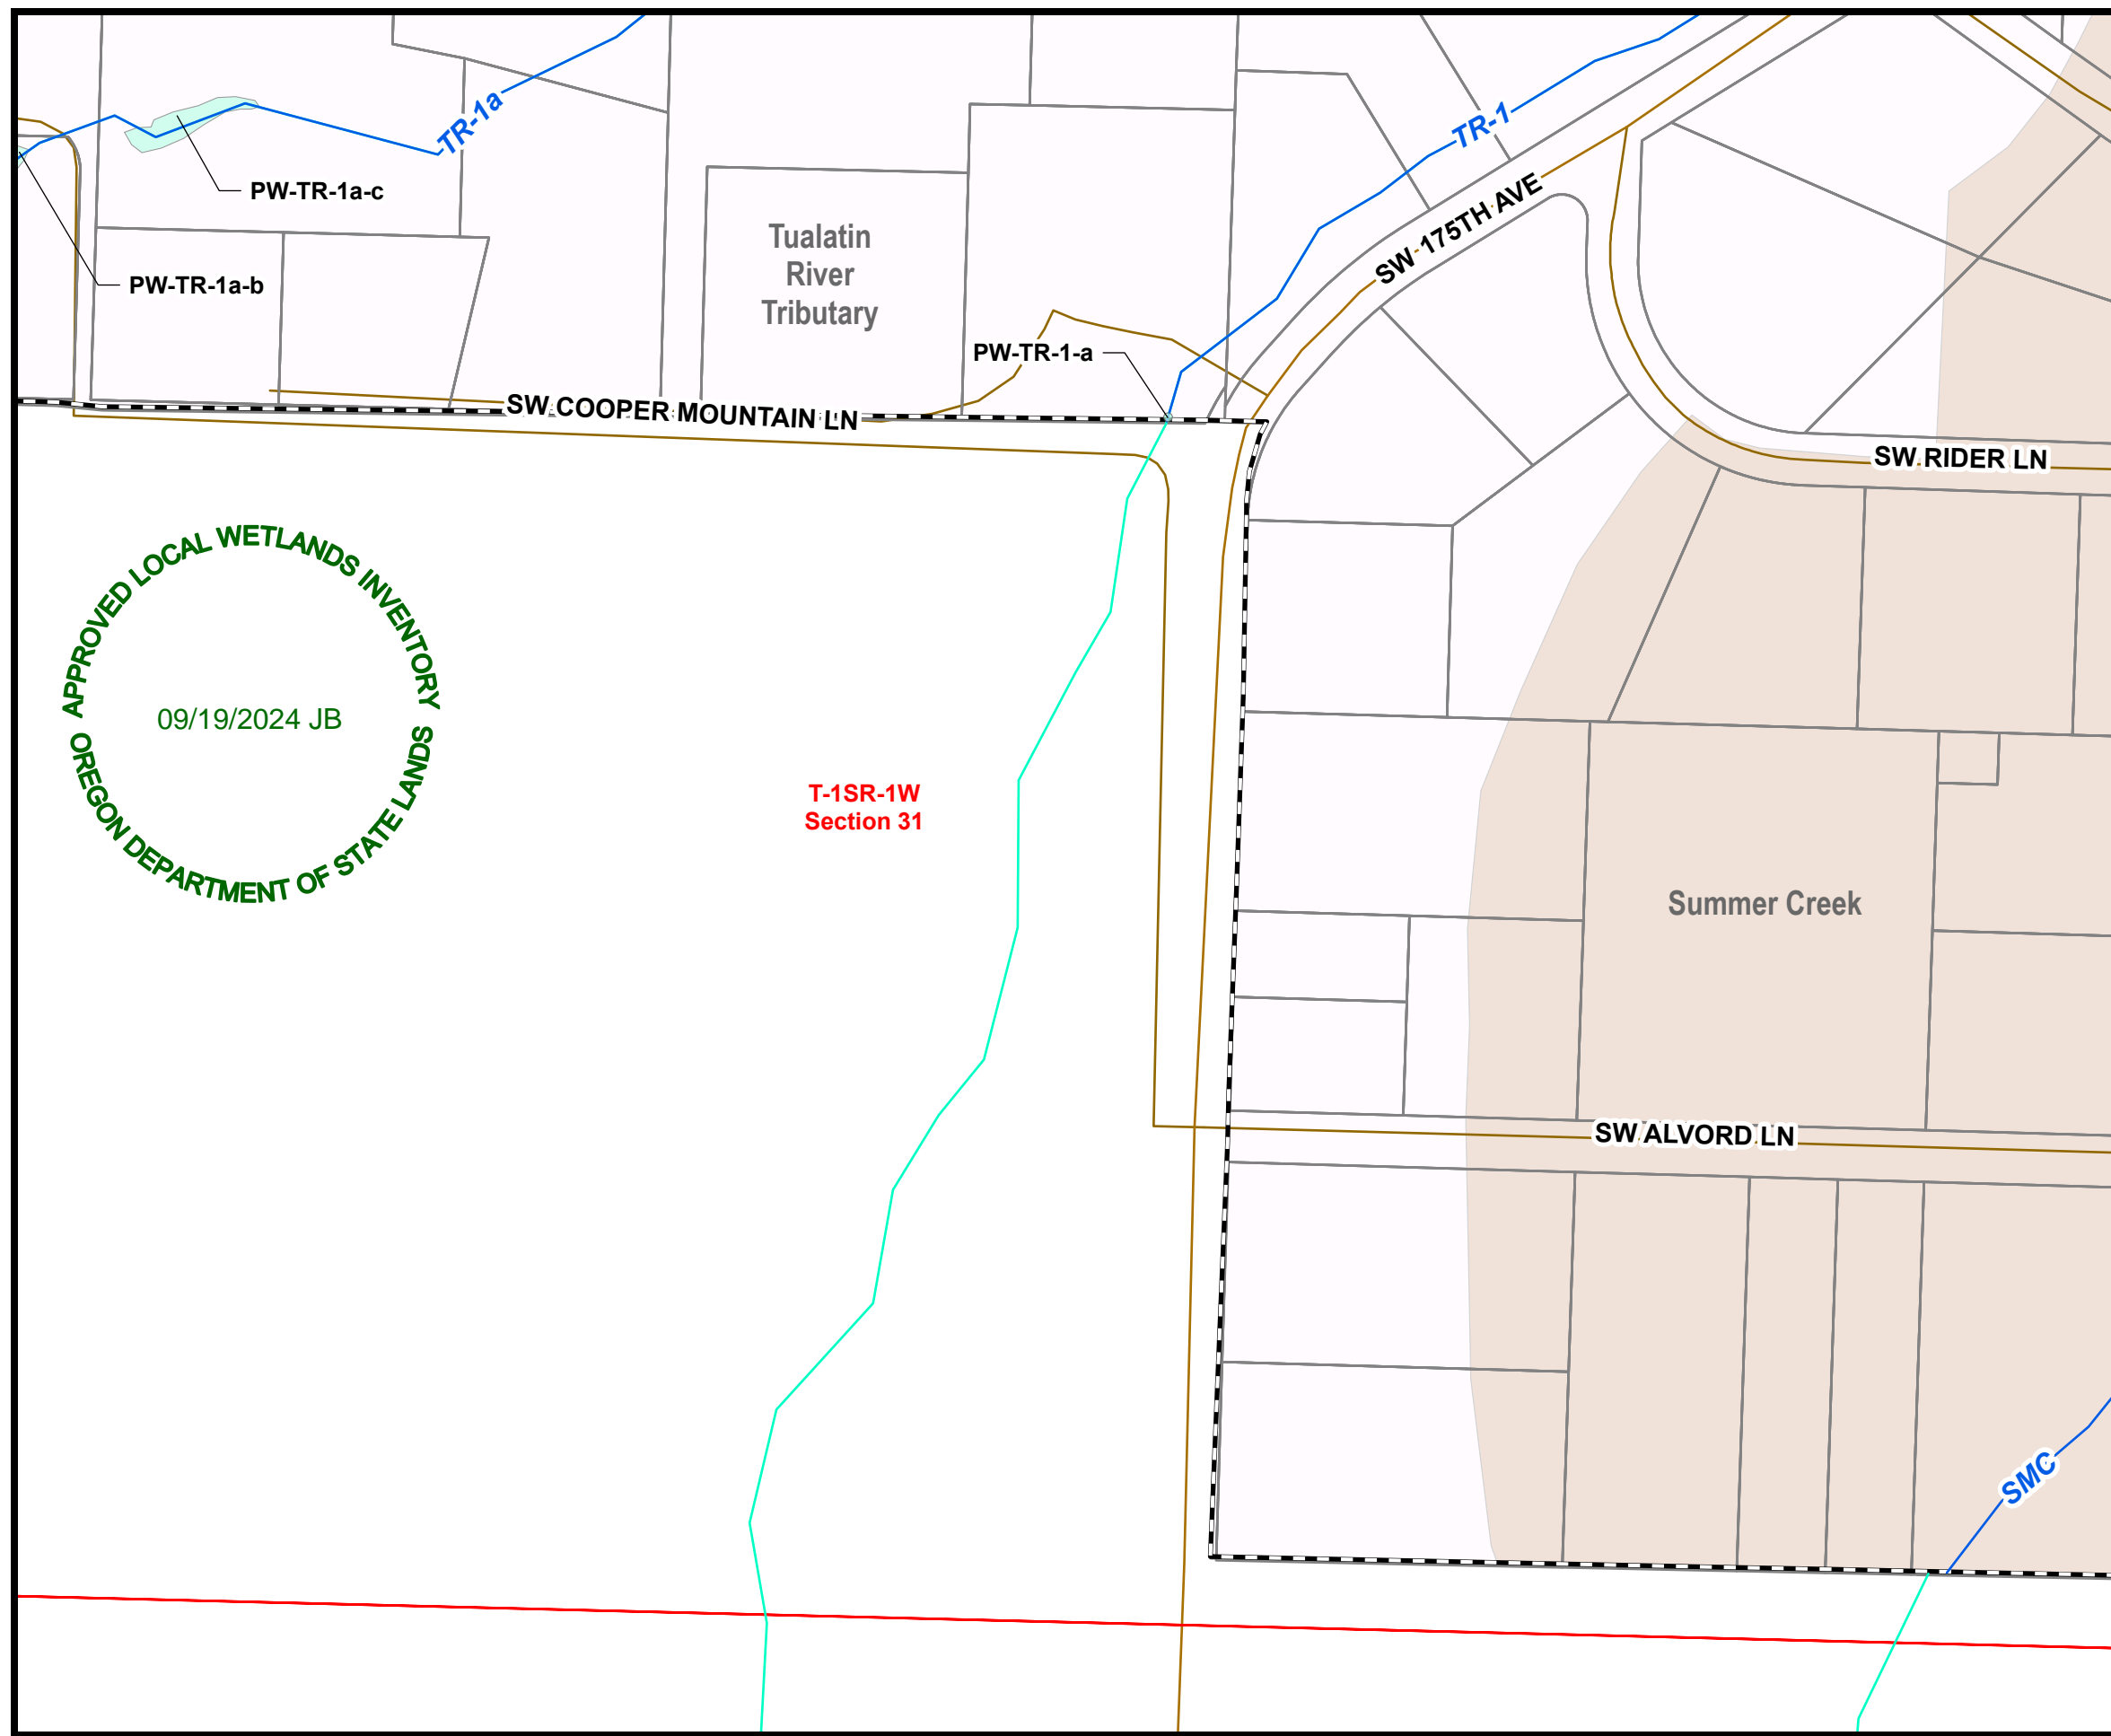 TR-1a
TR-1
PW-TR-1a-c
SW 175TH AVE
Tualatin
River
Tributary
PW-TR-1a-b
PW-TR-1-a
SW COOPER MOUNTAIN LN
SW RIDER LN
APPROVED LOCAL WETLANDS INVENTORY
09/19/2024 JB
OREGON DEPARTMENT OF STATE LANDS
T-1SR-1W
Section 31
Summer Creek
SW ALVORD LN
SMC